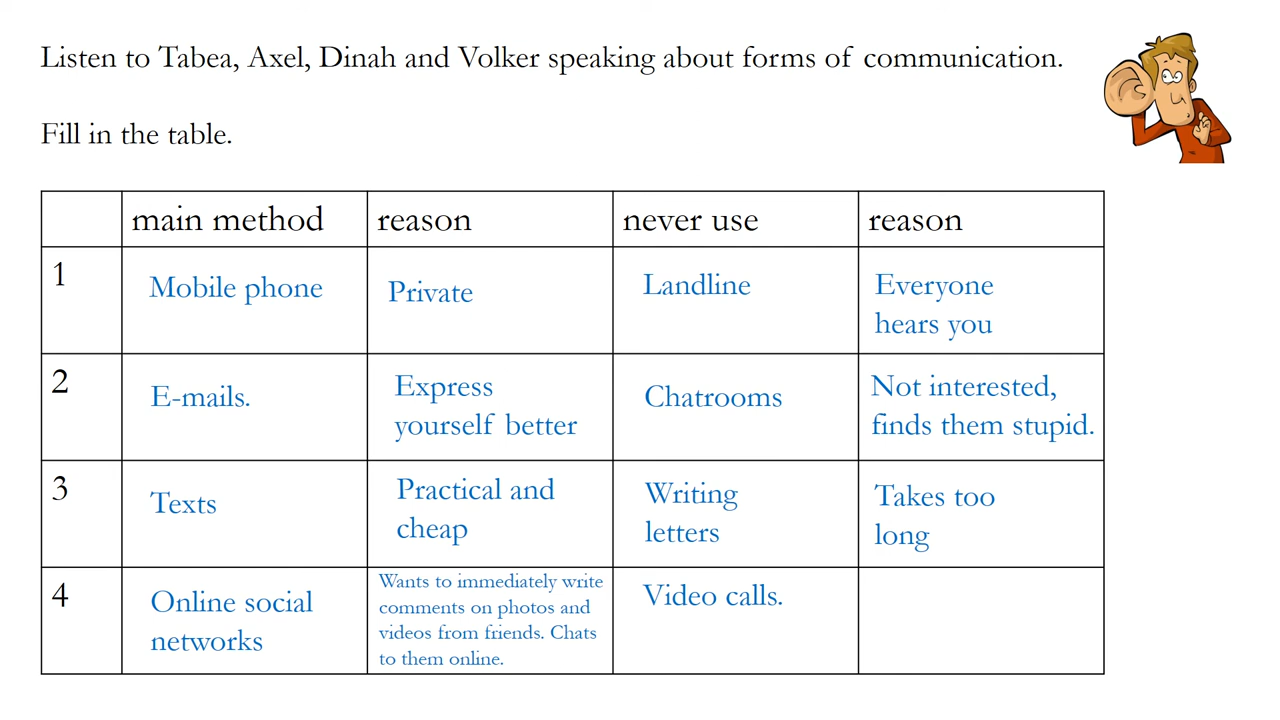 Listen to Tabea, Axel, Dinah and Volker speaking about forms of communication.
Fill in the table.
main method reason never use reason
1 Mobile phone Private Landline Everyone
hears you
2 E-mails. Express
yourself better Chatrooms Not interested,
finds them stupid.
3 Texts Practical and
cheap Writing
letters Takes too
long
4 Online social
networks Wants to immediately write
comments on photos and
videos from friends. Chats
to them online. Video calls.